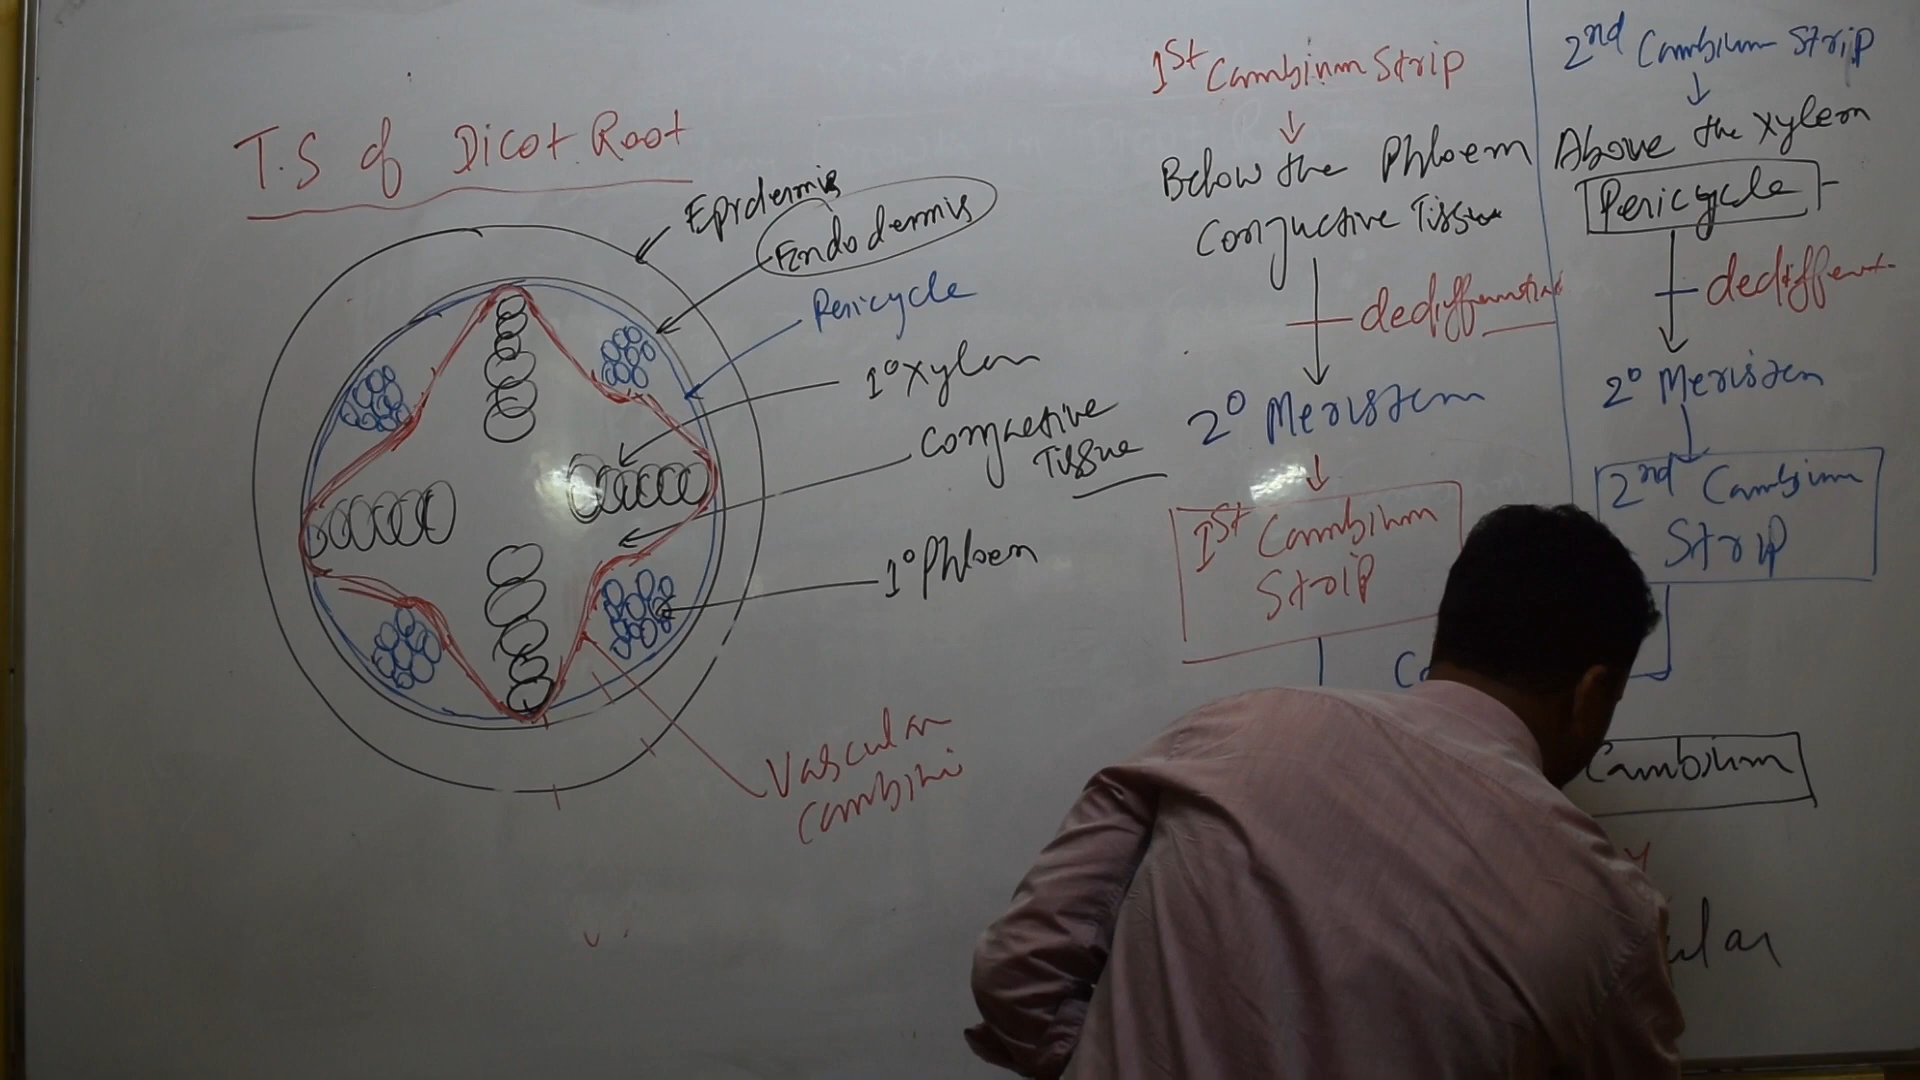 T.S of Dicot Root
Epidermis
Endodermis
Pericycle
1° Xylem
Conjuctive
Tissue
1° Phloem
Vascular
Cambium
1st Cambium Strip
Below the Phloem
Conjuctive Tissue
2° Meristem
1st Cambium
Strip
2nd Cambium Strip
Above the Xylem
Pericycle
2° Meristem
2nd Cambium
Strip
Cambium